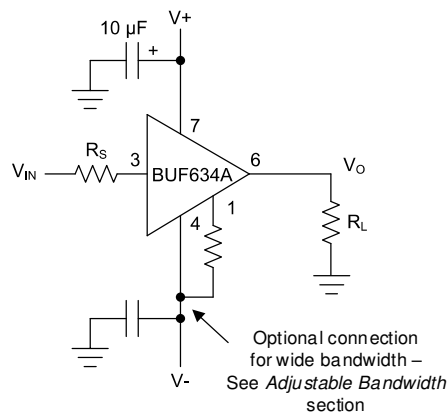 V+
10 µF
+
7
VIN
RS
3
BUF634A
6
VO
1
4
RL
Optional connection
for wide bandwidth –
See Adjustable Bandwidth
section
V-